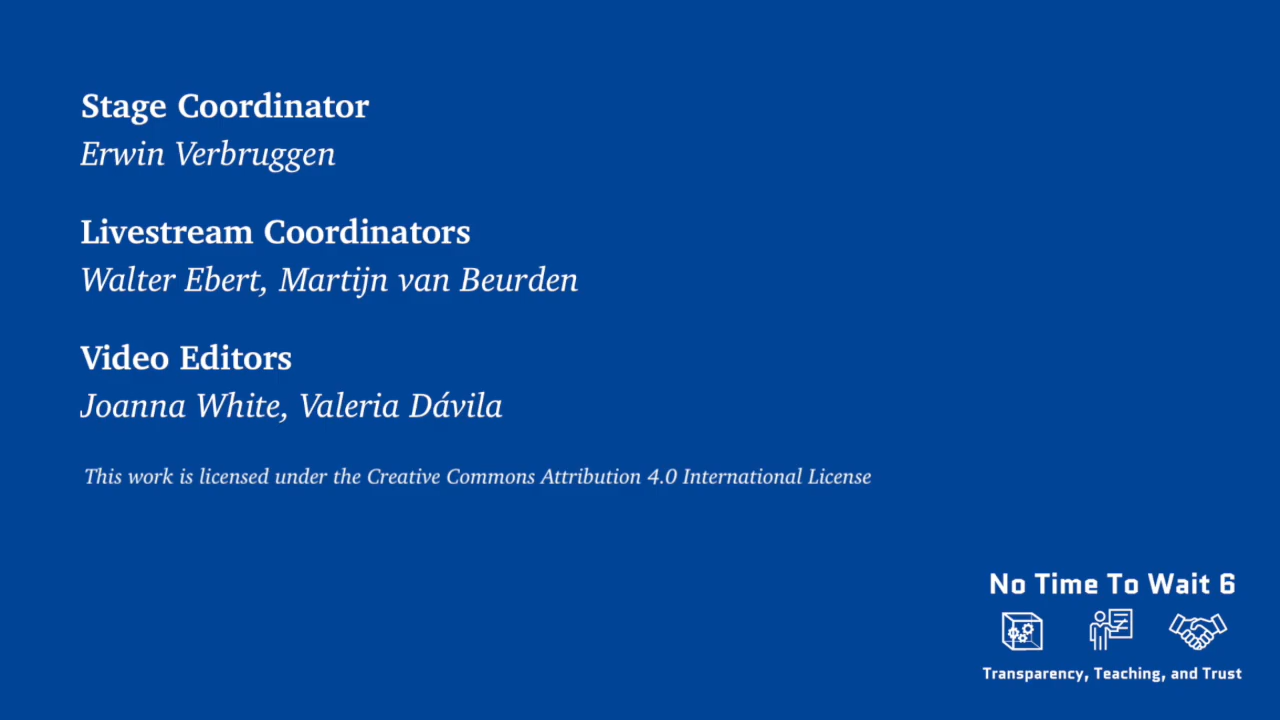 Stage Coordinator
Erwin Verbruggen
Livestream Coordinators
Walter Ebert, Martijn van Beurden
Video Editors
Joanna White, Valeria Dávila
This work is licensed under the Creative Commons Attribution 4.0 International License
No Time To Wait 6
Transparency, Teaching, and Trust